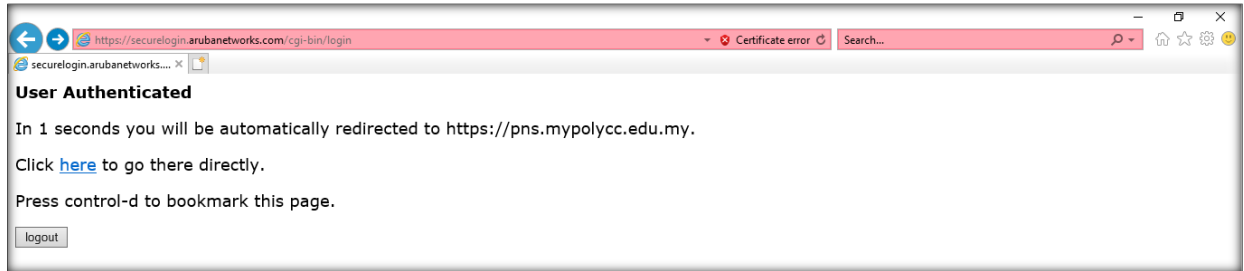 https://securelogin.arubanetworks.com/cgi-bin/login
Certificate error
Search...
securelogin.arubanetworks....
User Authenticated
In 1 seconds you will be automatically redirected to https://pns.mypolycc.edu.my.
Click here to go there directly.
Press control-d to bookmark this page.
logout